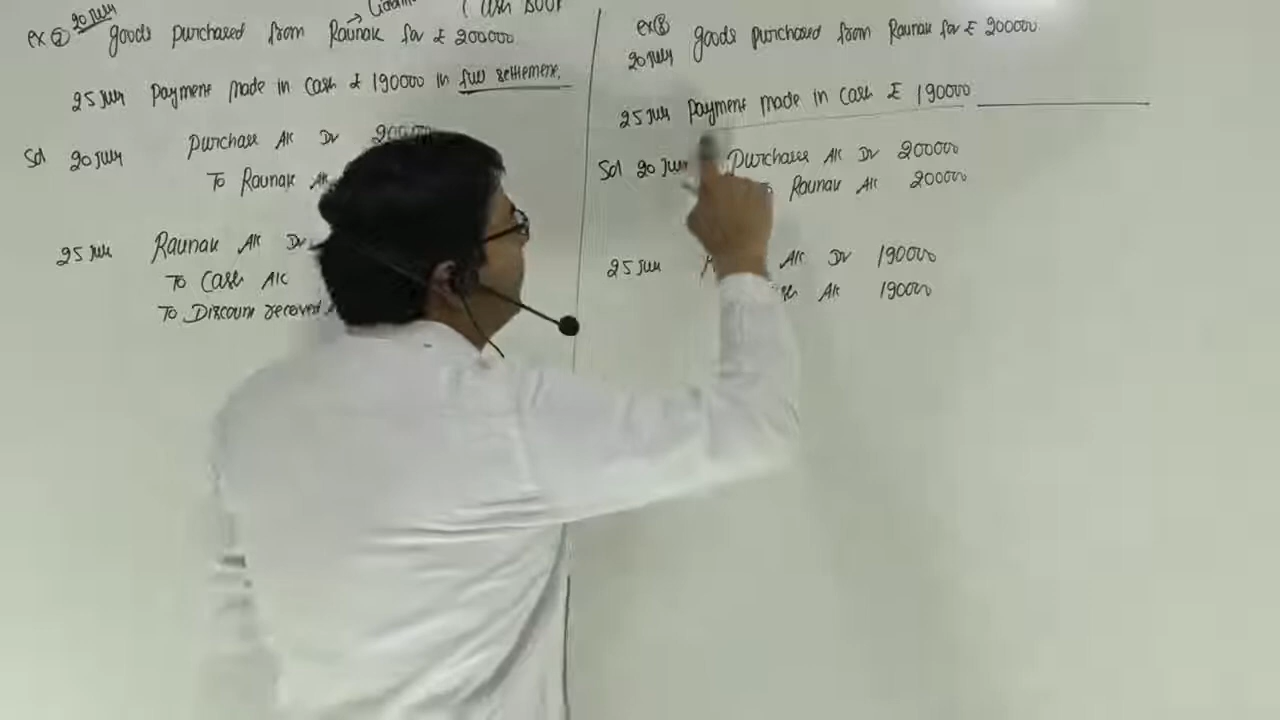 20 July
ex ⑦ goods purchased from Raunak for ₹ 200000
25 July payment made in cash ₹ 190000 in full settlement.
Sol 20 July Purchase A/c Dr 200000
To Raunak A/c
25 July Raunak A/c Dr
To Cash A/c
To Discount received
ex ⑧ goods purchased from Raunak for ₹ 200000
20 July
25 July payment made in cash ₹ 190000
Sol 20 July Purchase A/c Dr 200000
Raunak A/c 200000
25 July A/c Dr 190000
A/c 190000